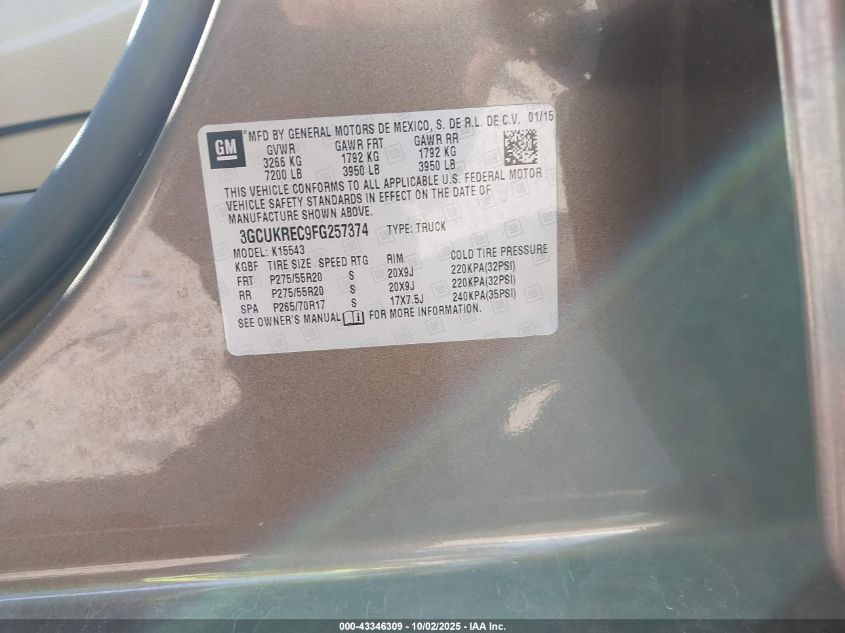 GM MFD BY GENERAL MOTORS DE MEXICO, S. DE R.L. DE C.V. 01/15
GVWR GAWR FRT GAWR RR
3266 KG 1792 KG 1792 KG
7200 LB 3950 LB 3950 LB
THIS VEHICLE CONFORMS TO ALL APPLICABLE U.S. FEDERAL MOTOR
VEHICLE SAFETY STANDARDS IN EFFECT ON THE DATE OF
MANUFACTURE SHOWN ABOVE.
3GCUKREC9FG257374 TYPE: TRUCK
MODEL: K15543
KGBF TIRE SIZE SPEED RTG RIM COLD TIRE PRESSURE
FRT P275/55R20 S 20X9J 220KPA(32PSI)
RR P275/55R20 S 20X9J 220KPA(32PSI)
SPA P265/70R17 S 17X7.5J 240KPA(35PSI)
SEE OWNER'S MANUAL FOR MORE INFORMATION.
000-43346309 - 10/02/2025 - IAA Inc.